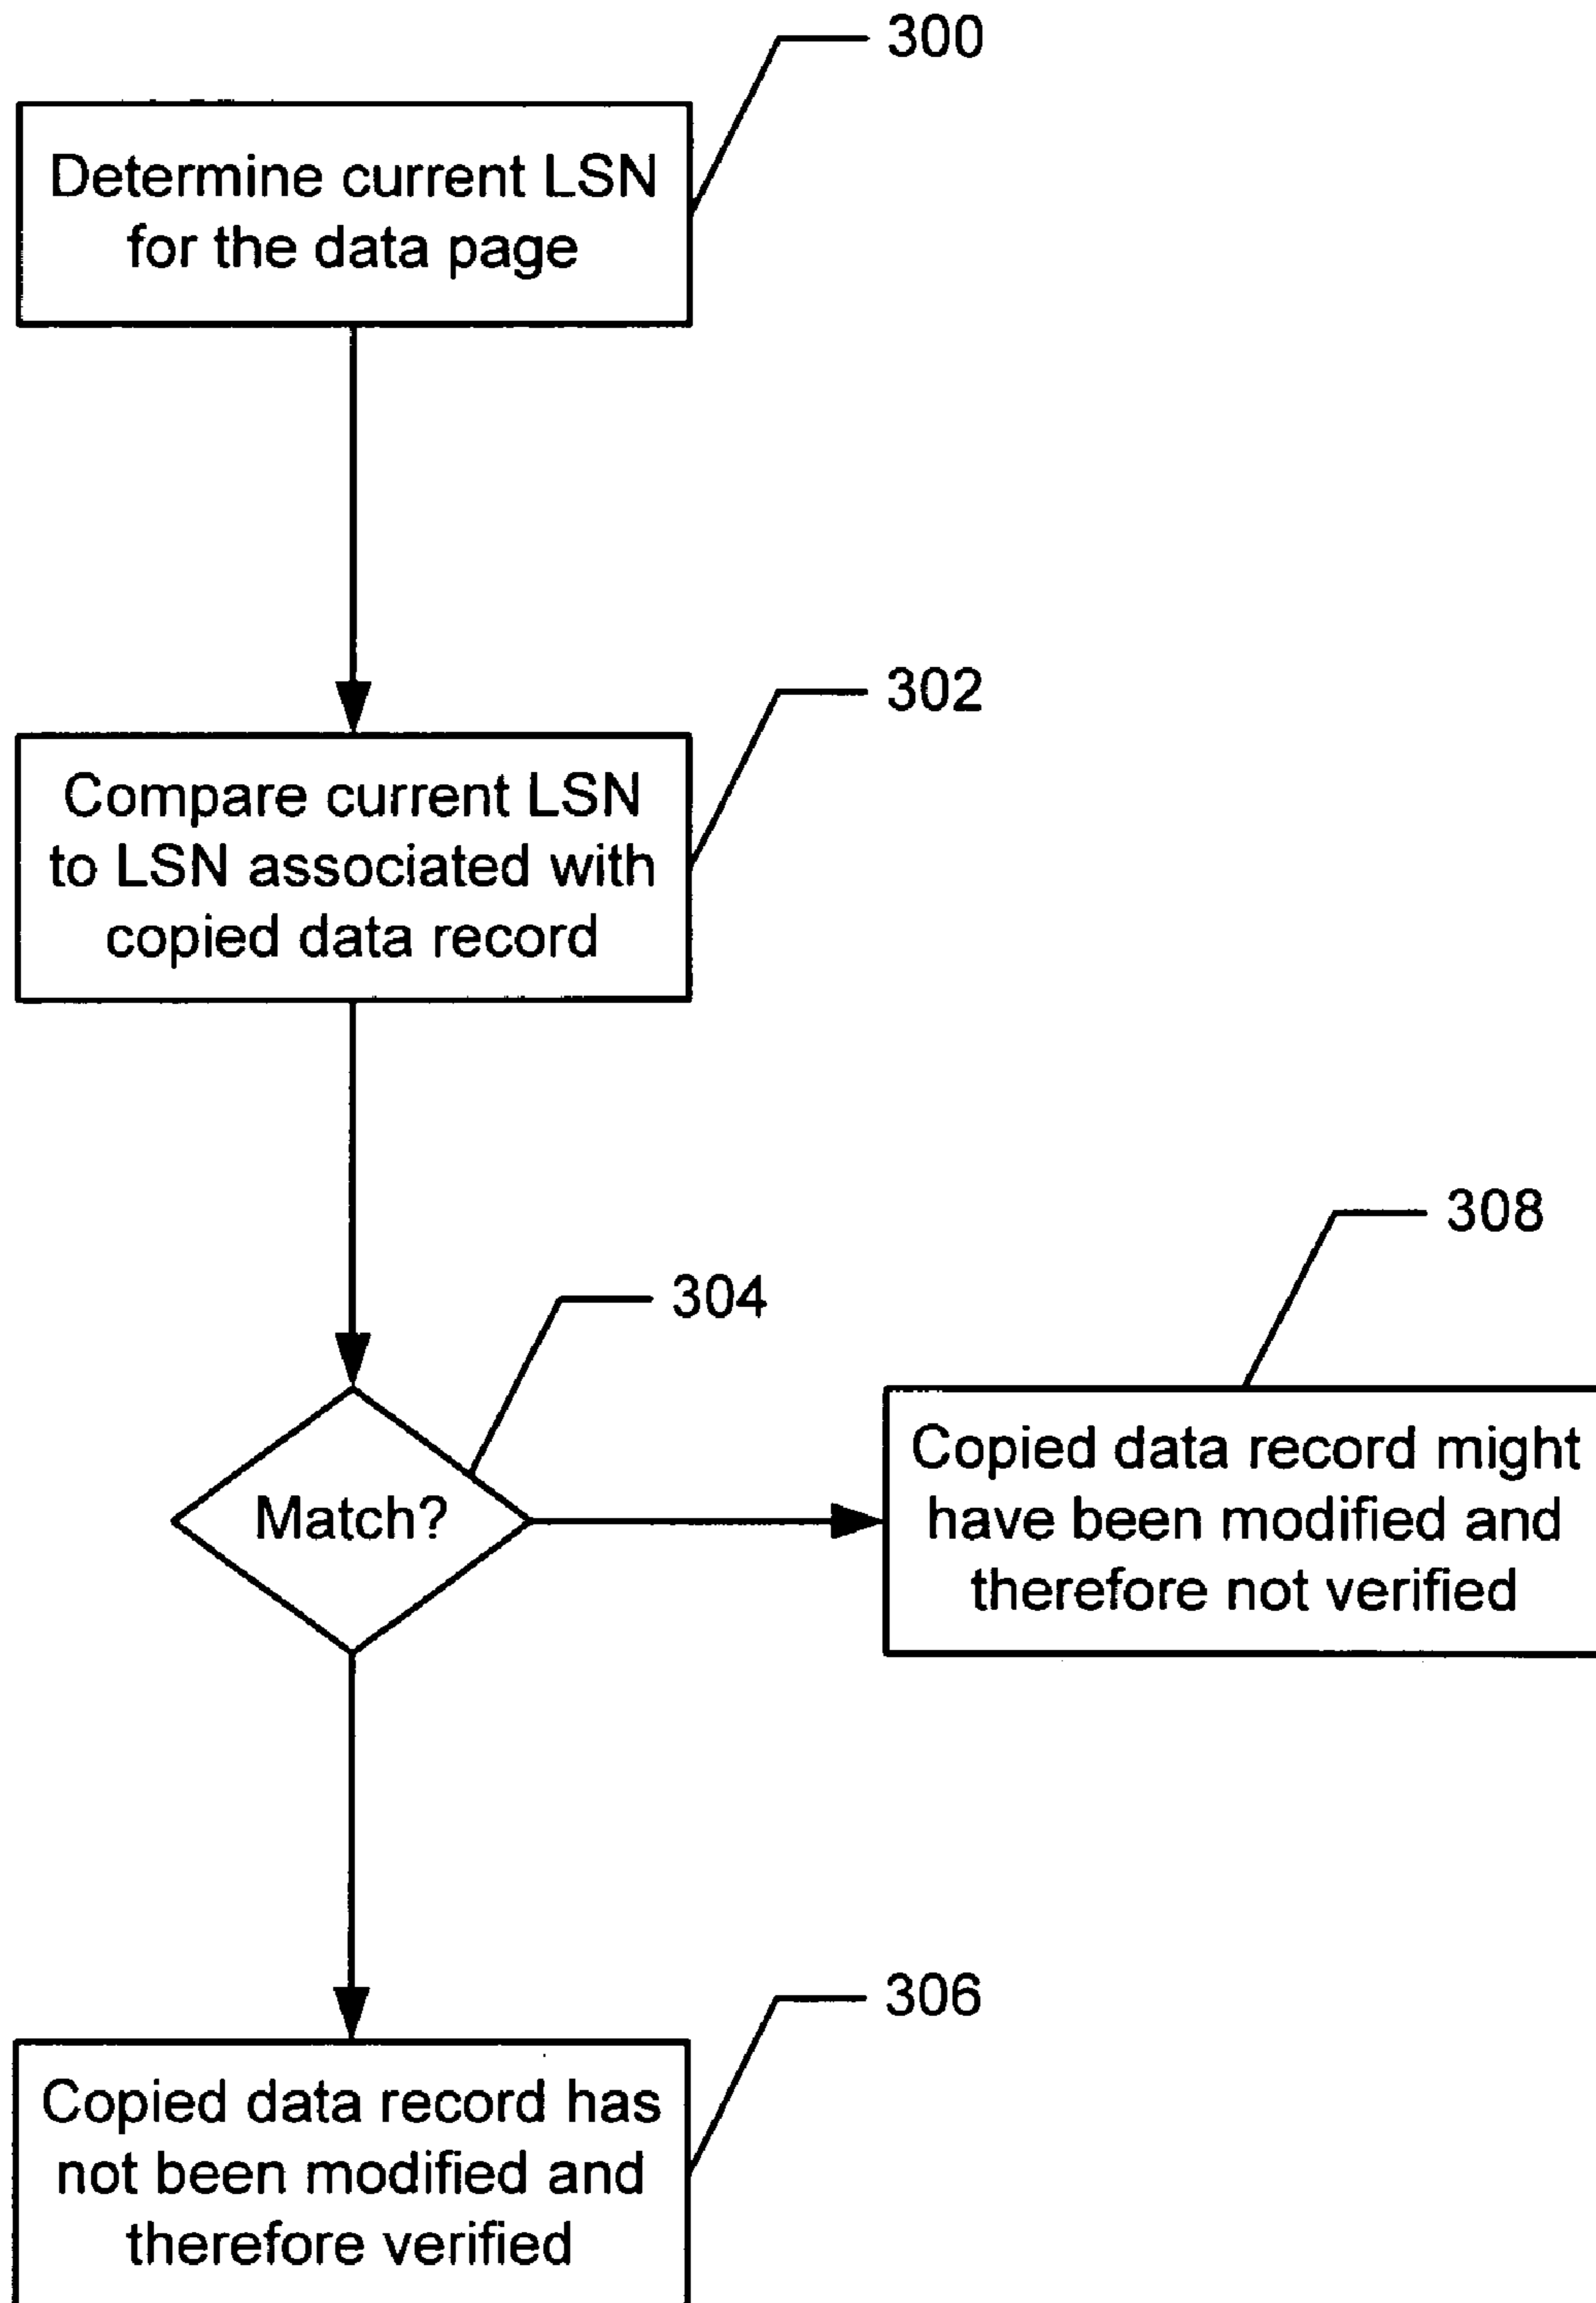 300
Determine current LSN
for the data page
302
Compare current LSN
to LSN associated with
copied data record
304
Match?
308
Copied data record might
have been modified and
therefore not verified
306
Copied data record has
not been modified and
therefore verified